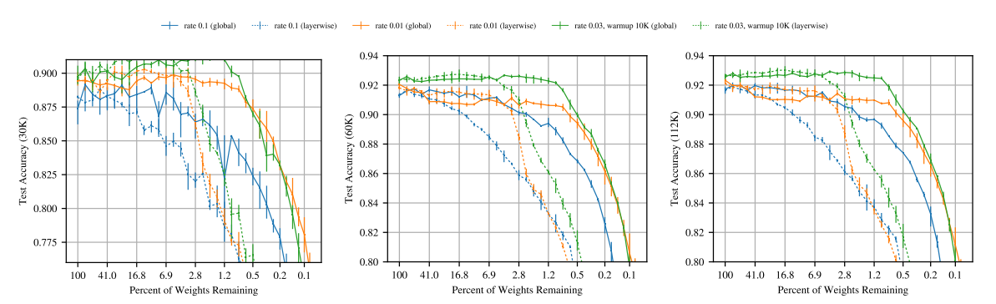 rate 0.1 (global) rate 0.1 (layerwise) rate 0.01 (global) rate 0.01 (layerwise) rate 0.03, warmup 10K (global) rate 0.03, warmup 10K (layerwise)
Test Accuracy (30K)
0.900
0.875
0.850
0.825
0.800
0.775
100 41.0 16.8 6.9 2.8 1.2 0.5 0.2 0.1
Percent of Weights Remaining
Test Accuracy (60K)
0.94
0.92
0.90
0.88
0.86
0.84
0.82
0.80
100 41.0 16.8 6.9 2.8 1.2 0.5 0.2 0.1
Percent of Weights Remaining
Test Accuracy (112K)
0.94
0.92
0.90
0.88
0.86
0.84
0.82
0.80
100 41.0 16.8 6.9 2.8 1.2 0.5 0.2 0.1
Percent of Weights Remaining